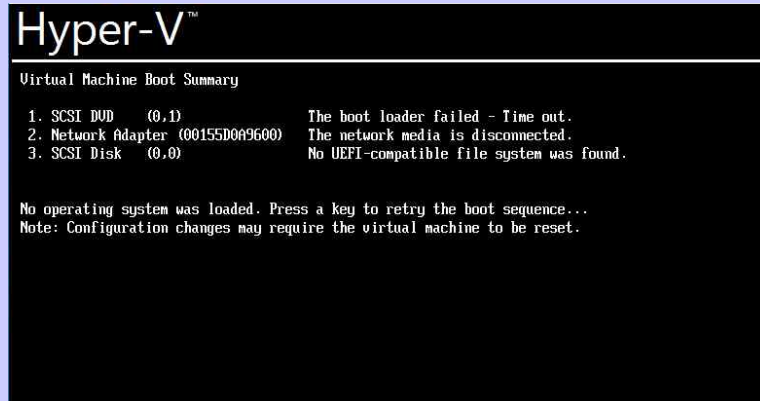 Hyper-V™
Virtual Machine Boot Summary
1. SCSI DVD (0,1) The boot loader failed - Time out.
2. Network Adapter (00155D0A9600) The network media is disconnected.
3. SCSI Disk (0,0) No UEFI-compatible file system was found.
No operating system was loaded. Press a key to retry the boot sequence...
Note: Configuration changes may require the virtual machine to be reset.